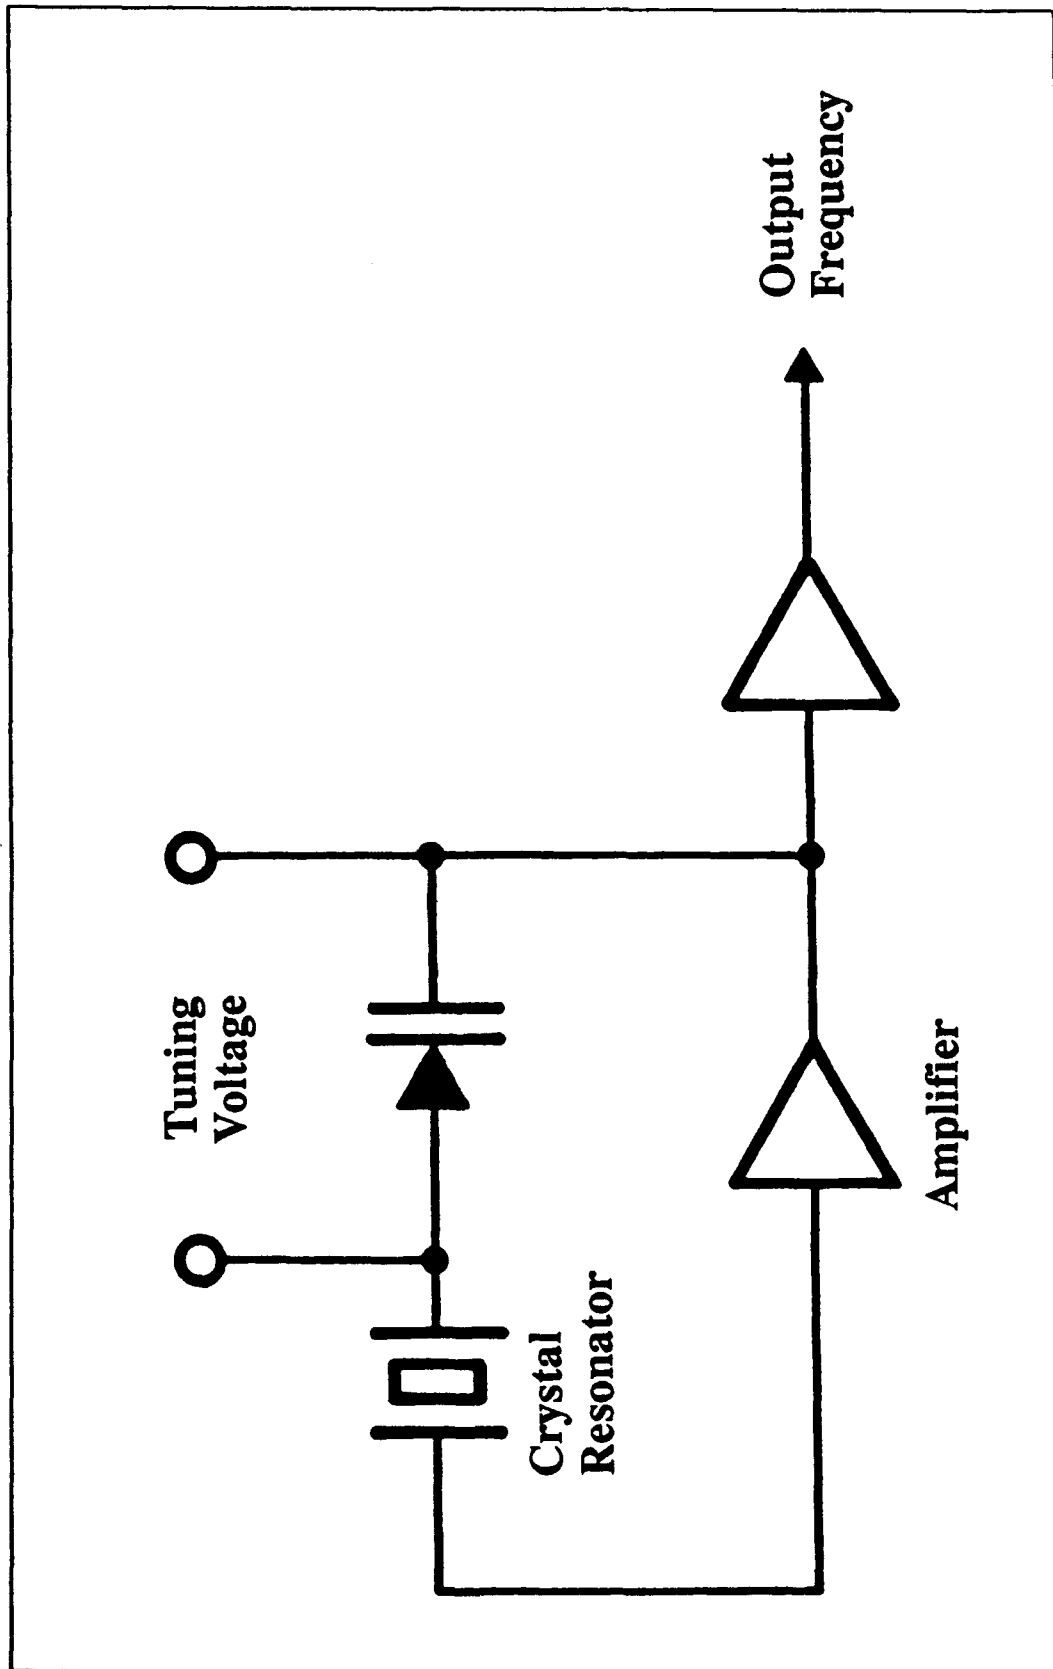 Tuning
Voltage
Crystal
Resonator
Amplifier
Output
Frequency